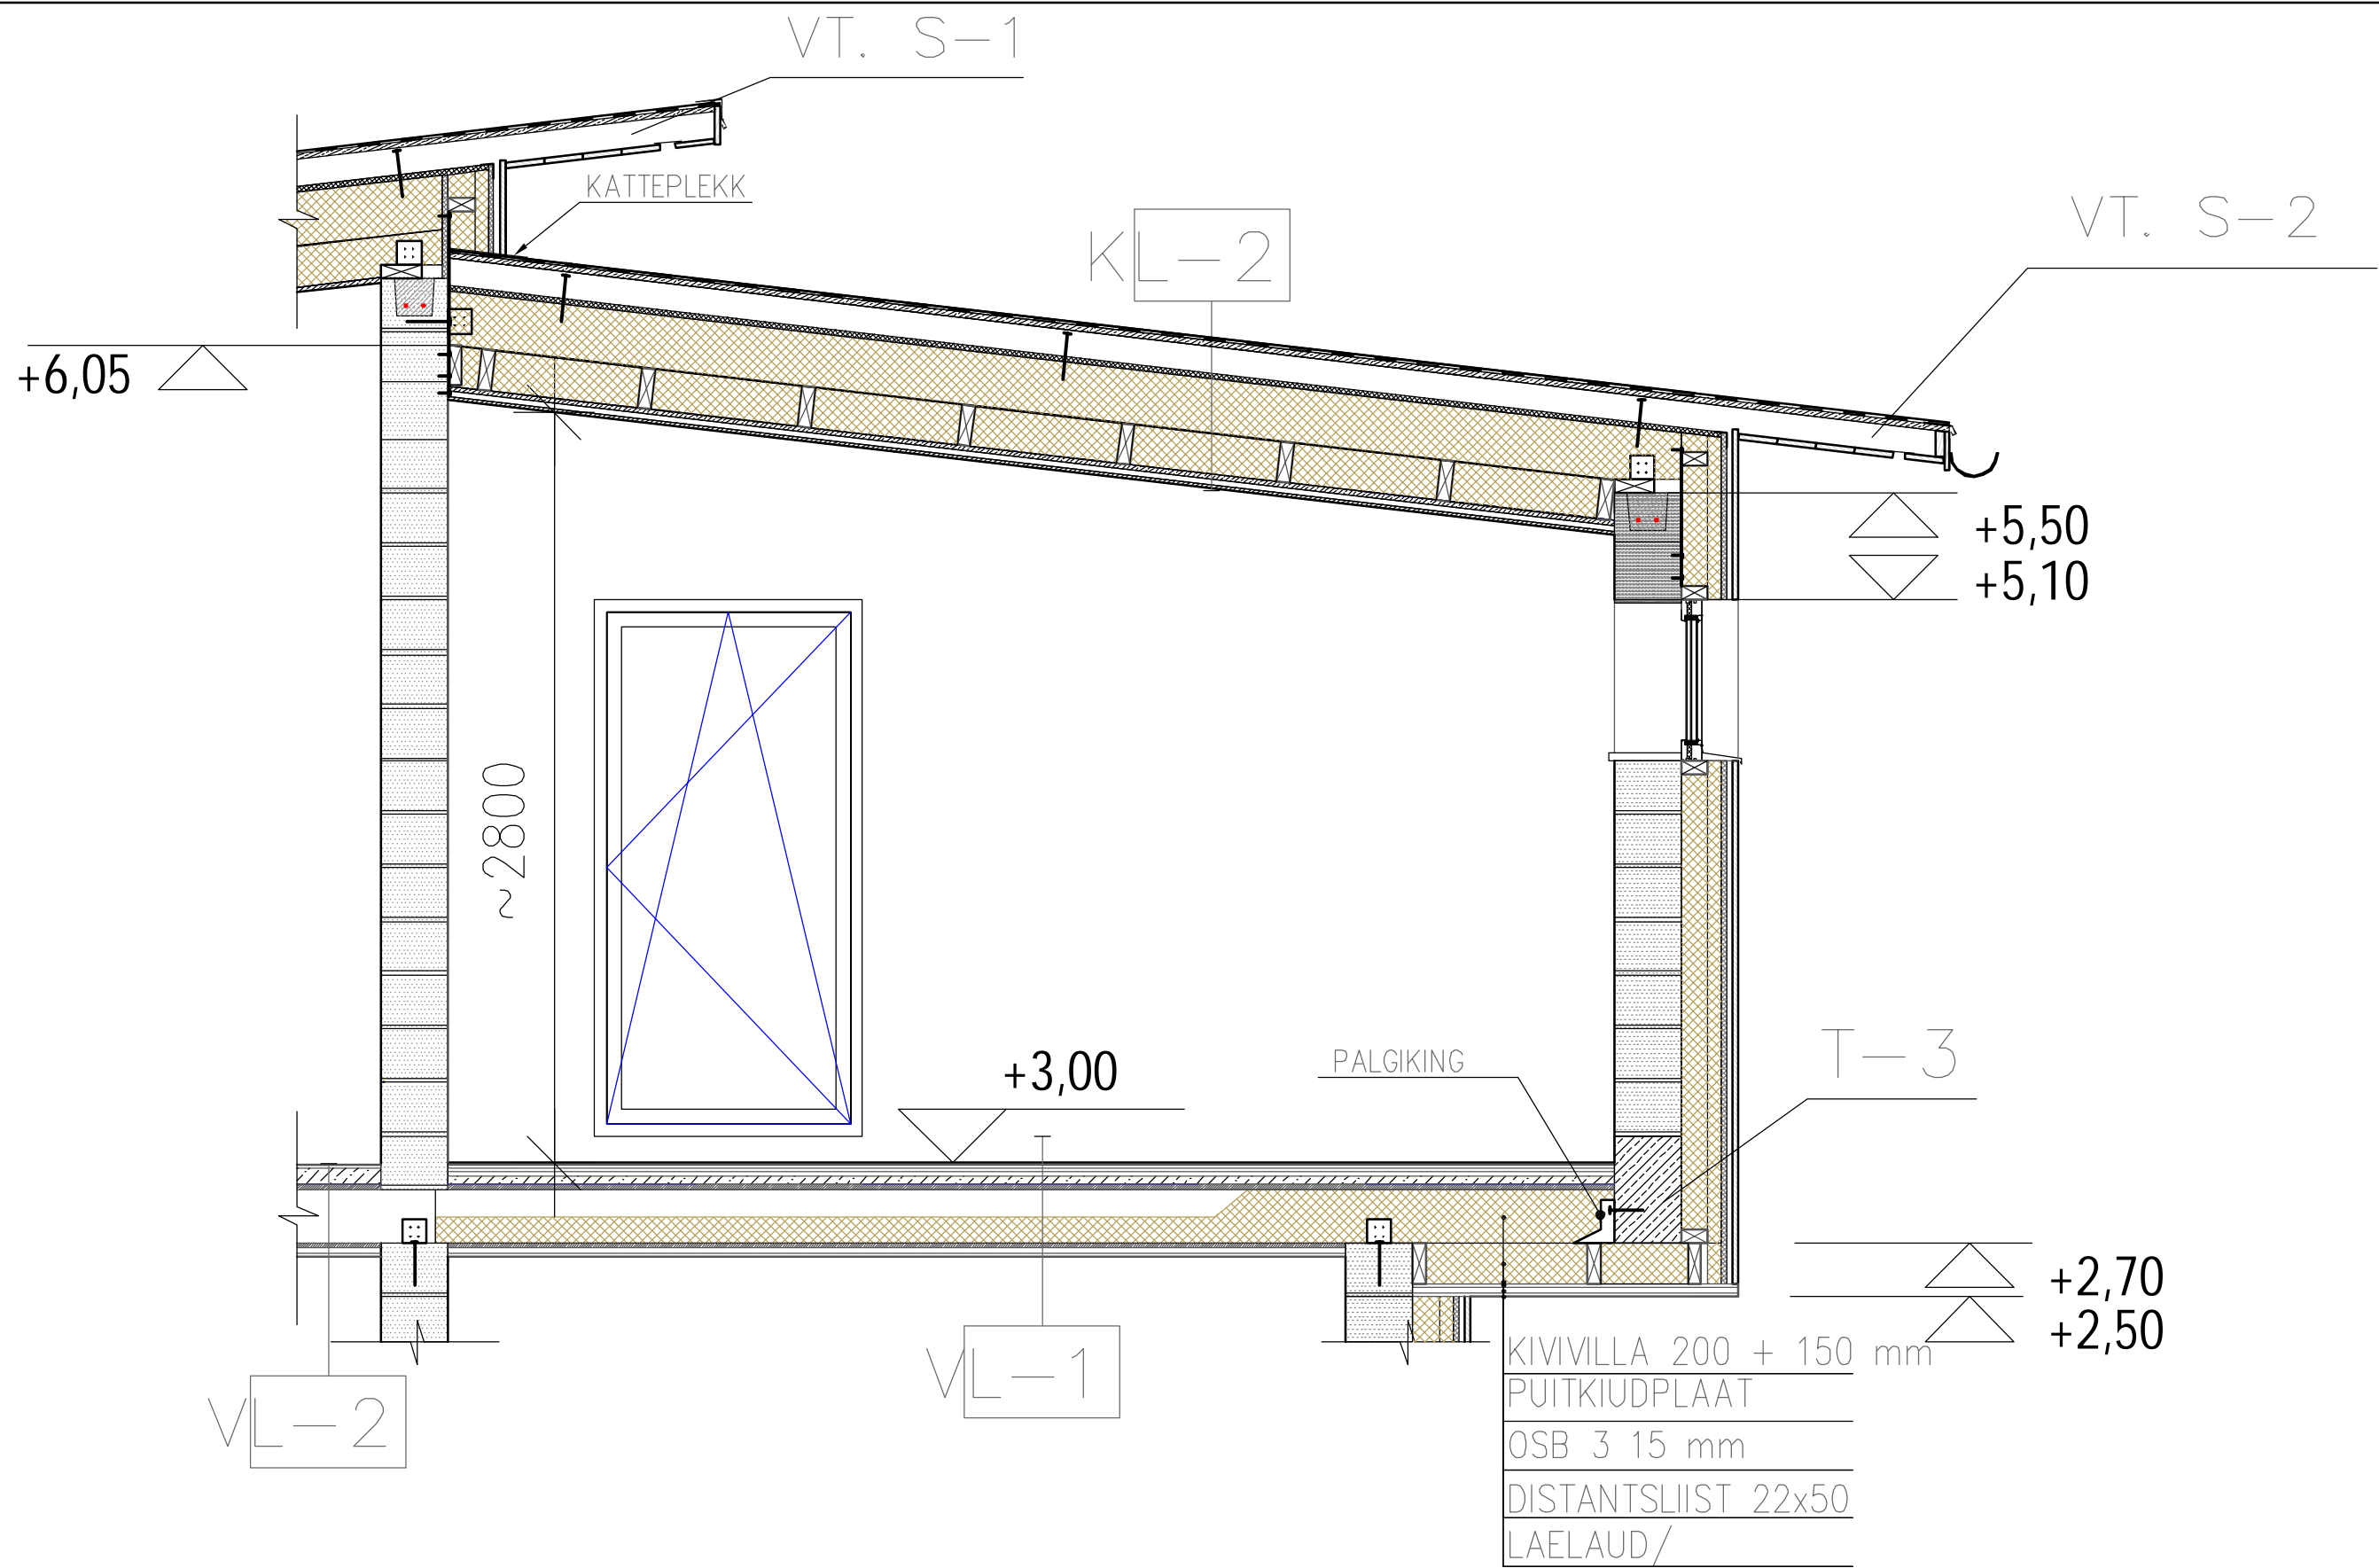 VT. S-1
KATTEPLEKK
KL-2
VT. S-2
+6,05
+5,50
+5,10
~2800
+3,00
PALGIKING
T-3
+2,70
+2,50
VL-1
VL-2
KIVIVILLA 200 + 150 mm
PUITKIUDPLAAT
OSB 3 15 mm
DISTANTSLIIST 22x50
LAELAUD/